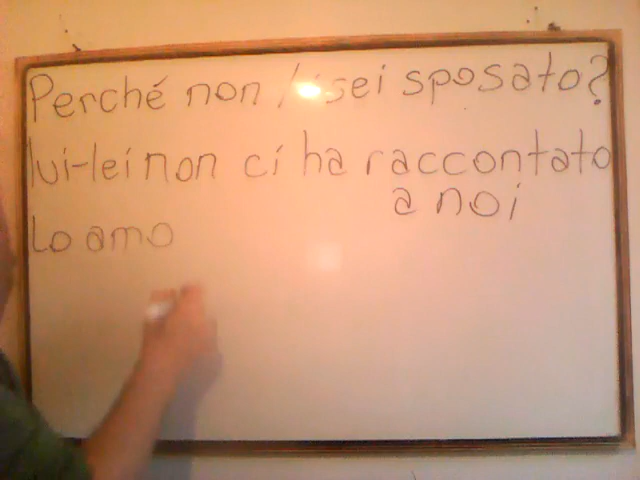 Perché non sei sposato?
lui-lei non ci ha raccontato
a noi
Lo amo